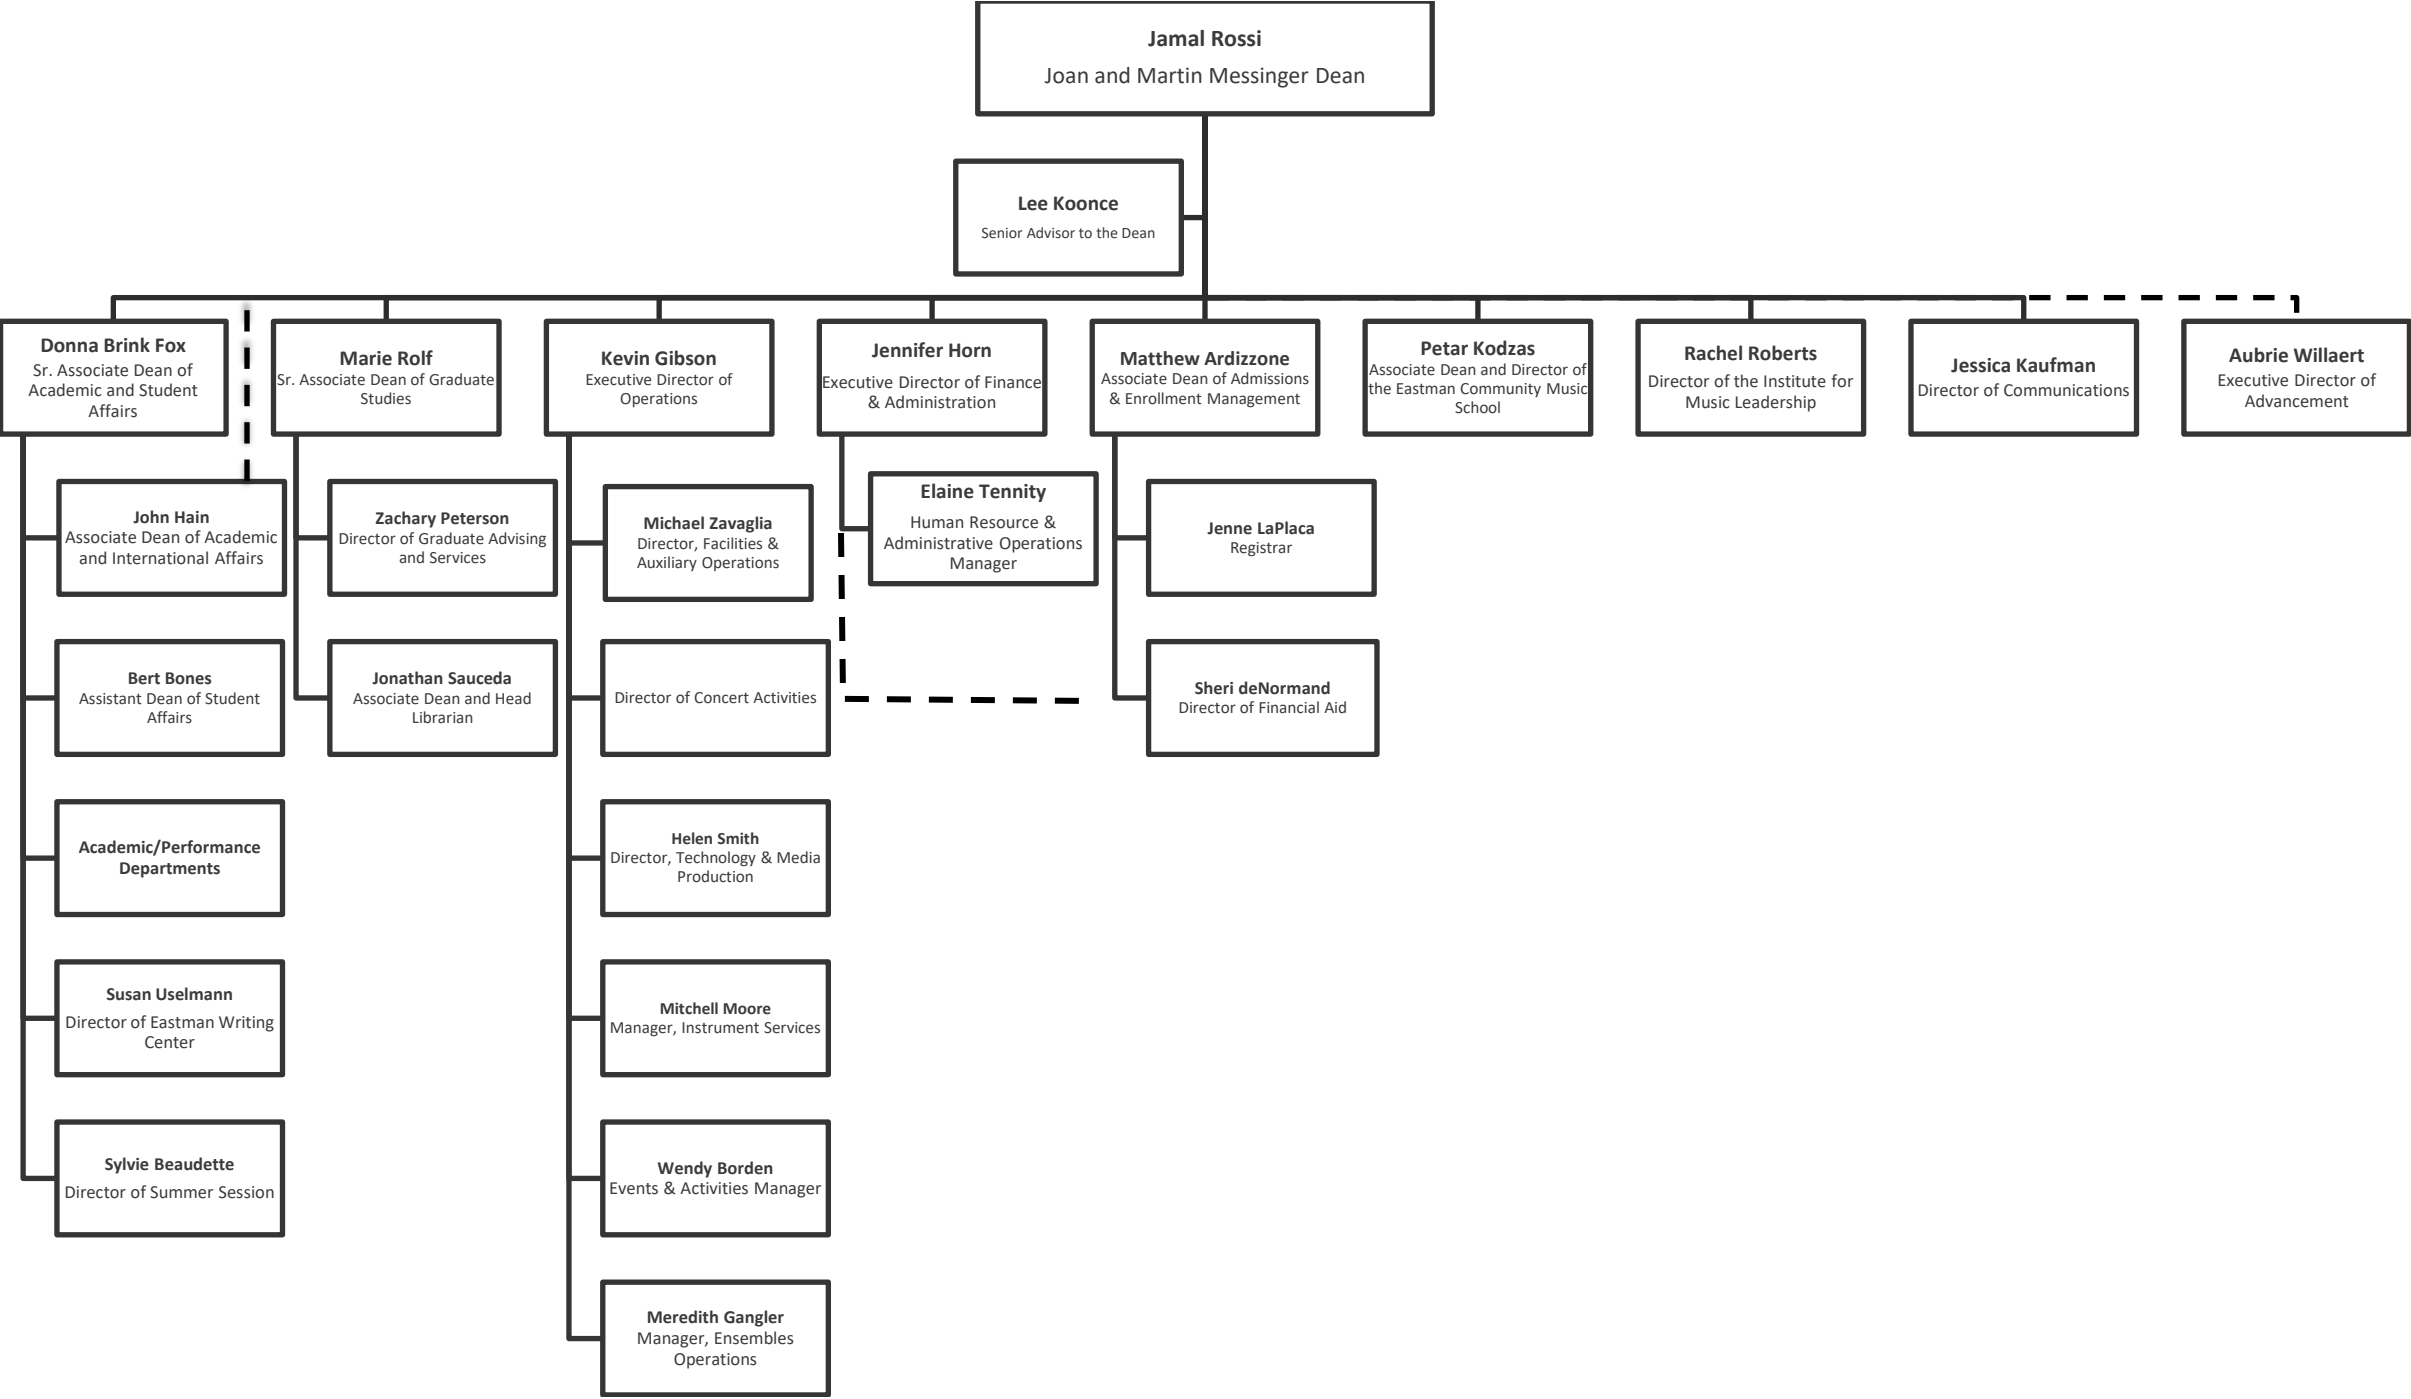 Jamal Rossi
Joan and Martin Messinger Dean
Lee Koonce
Senior Advisor to the Dean
Donna Brink Fox
Sr. Associate Dean of
Academic and Student
Affairs
Marie Rolf
Sr. Associate Dean of Graduate
Studies
Kevin Gibson
Executive Director of
Operations
Jennifer Horn
Executive Director of Finance
& Administration
Matthew Ardizzone
Associate Dean of Admissions
& Enrollment Management
Petar Kodzas
Associate Dean and Director of
the Eastman Community Music
School
Rachel Roberts
Director of the Institute for
Music Leadership
Jessica Kaufman
Director of Communications
Aubrie Willaert
Executive Director of
Advancement
John Hain
Associate Dean of Academic
and International Affairs
Bert Bones
Assistant Dean of Student
Affairs
Academic/Performance
Departments
Susan Uselmann
Director of Eastman Writing
Center
Sylvie Beaudette
Director of Summer Session
Zachary Peterson
Director of Graduate Advising
and Services
Jonathan Sauceda
Associate Dean and Head
Librarian
Michael Zavaglia
Director, Facilities &
Auxiliary Operations
Director of Concert Activities
Helen Smith
Director, Technology & Media
Production
Mitchell Moore
Manager, Instrument Services
Wendy Borden
Events & Activities Manager
Meredith Gangler
Manager, Ensembles
Operations
Elaine Tennity
Human Resource &
Administrative Operations
Manager
Jenne LaPlaca
Registrar
Sheri deNormand
Director of Financial Aid